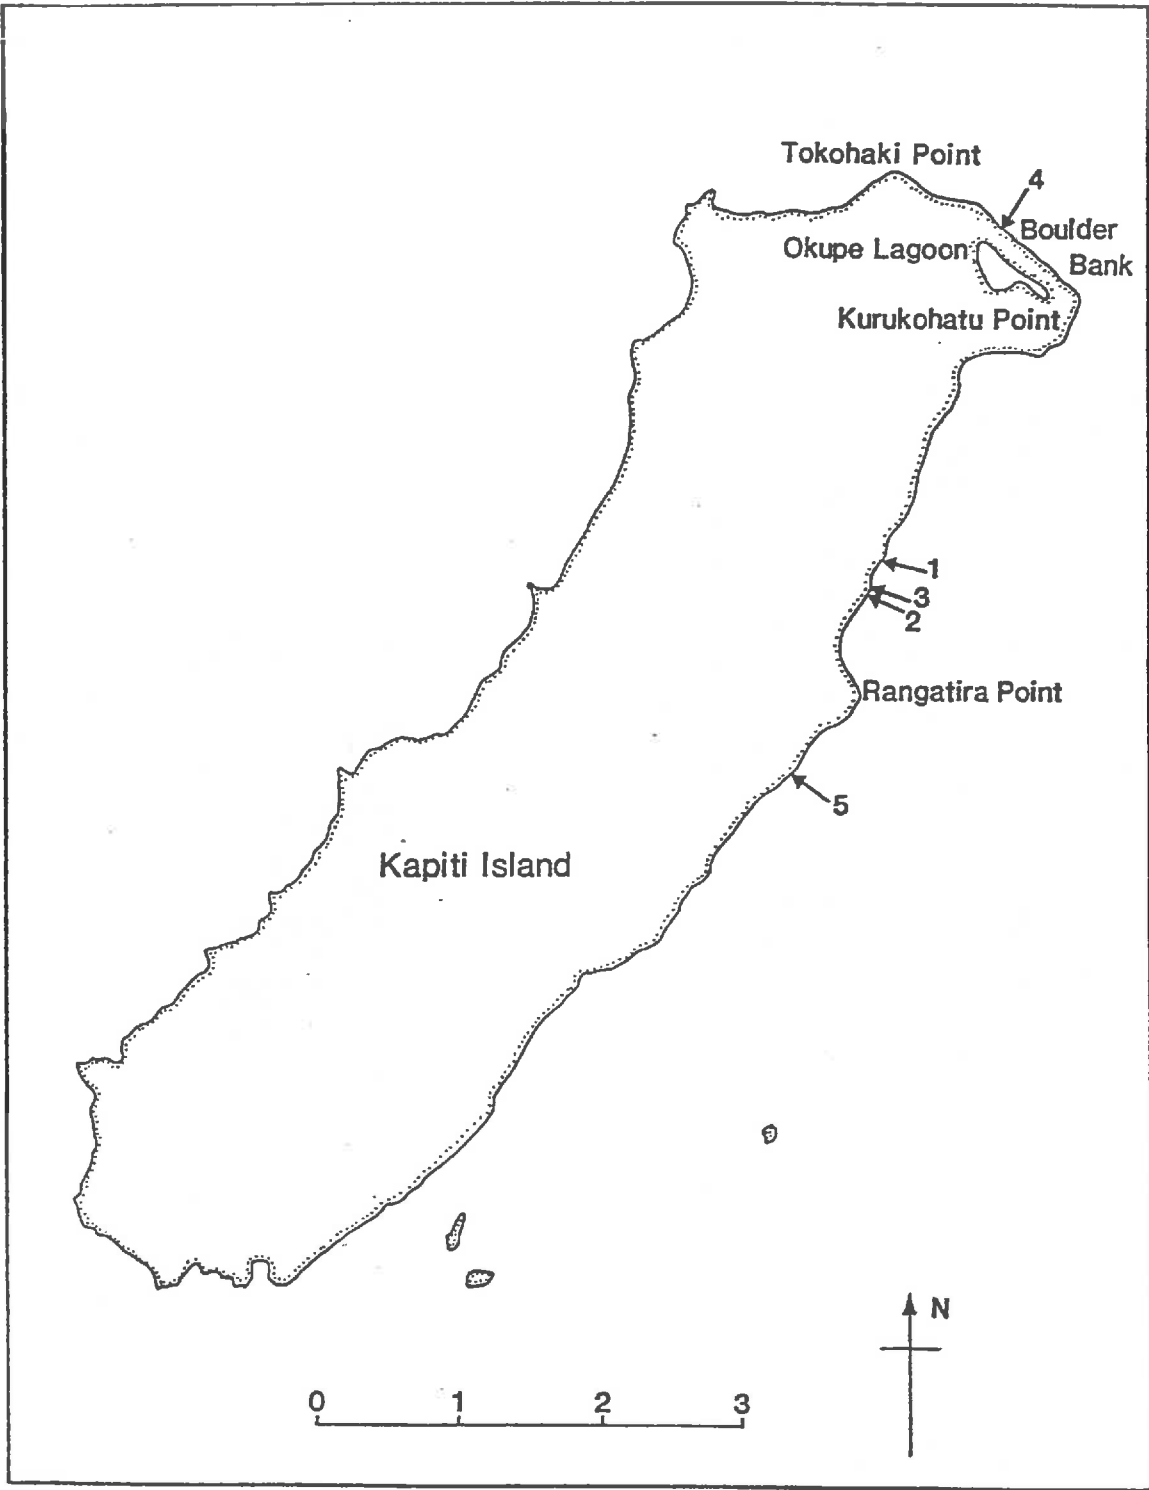 Tokohaki Point
4
Boulder
Bank
Okupe Lagoon
Kurukohatu Point
1
3
2
Rangatira Point
5
Kapiti Island
N
0 1 2 3